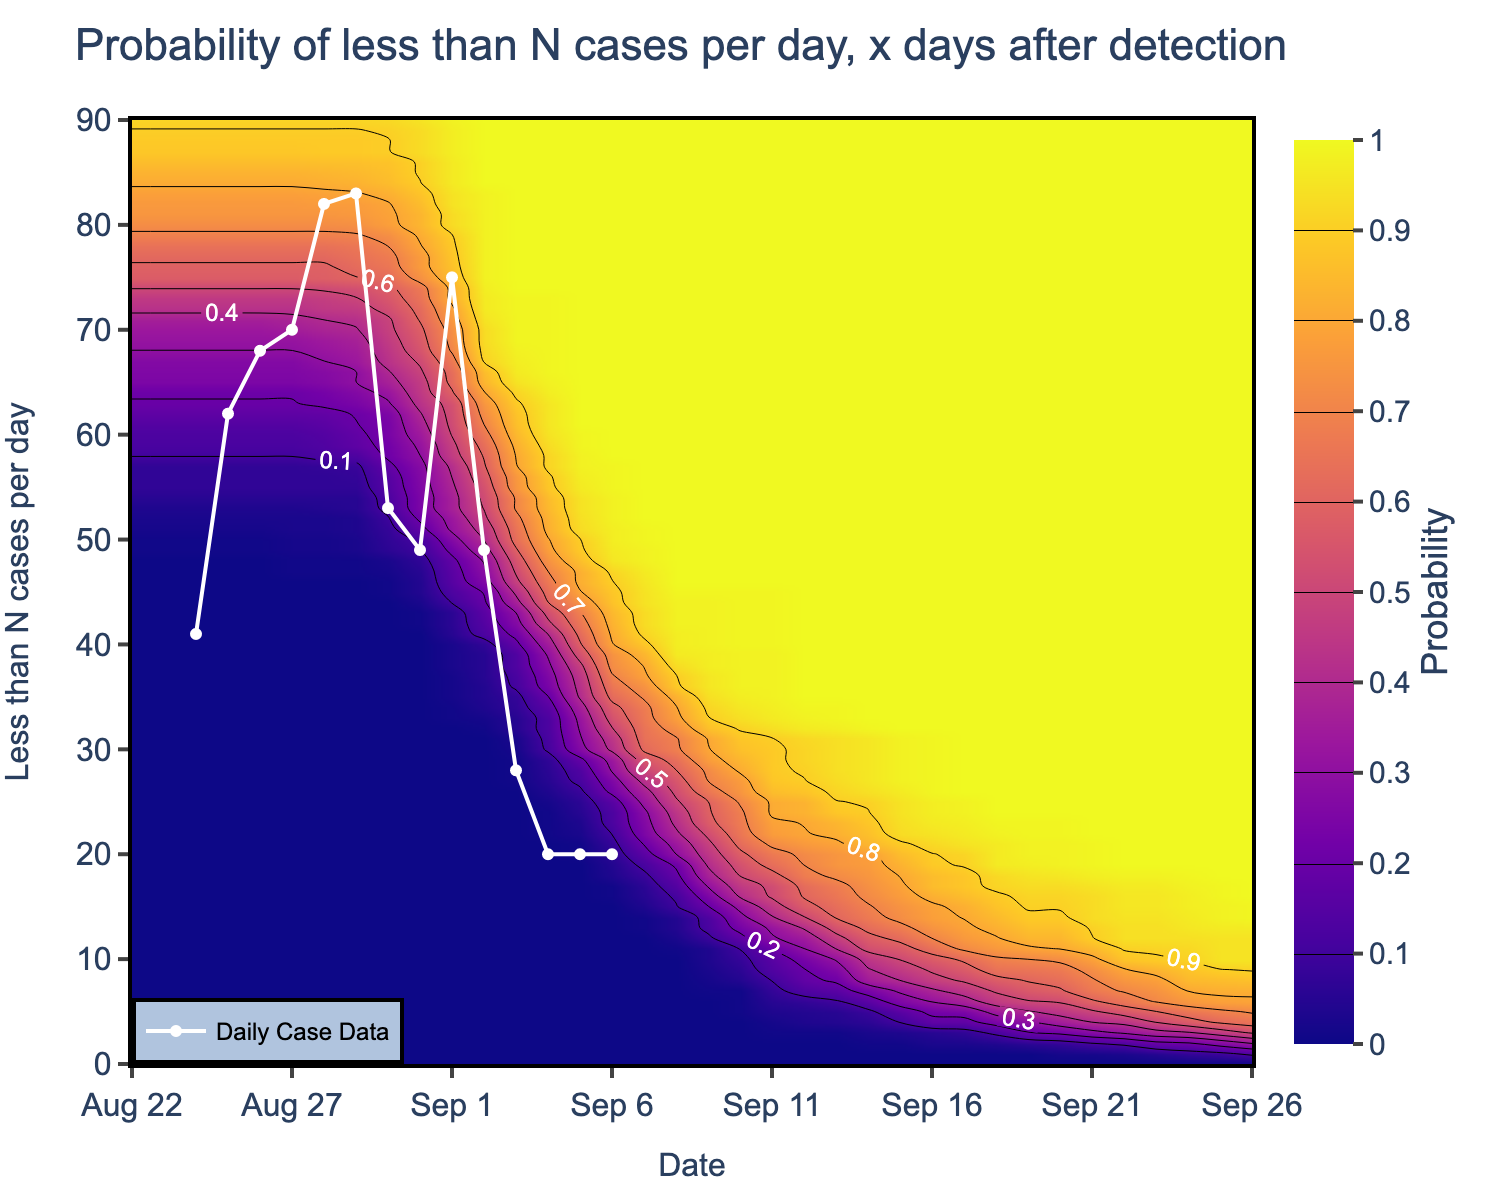 Probability of less than N cases per day, x days after detection
90
80
70
60
50
40
30
20
10
0
Less than N cases per day
0.6
0.4
0.1
0.7
0.5
0.8
0.2
0.9
0.3
Daily Case Data
Aug 22
Aug 27
Sep 1
Sep 6
Sep 11
Sep 16
Sep 21
Sep 26
Date
1
0.9
0.8
0.7
0.6
0.5
0.4
0.3
0.2
0.1
0
Probability